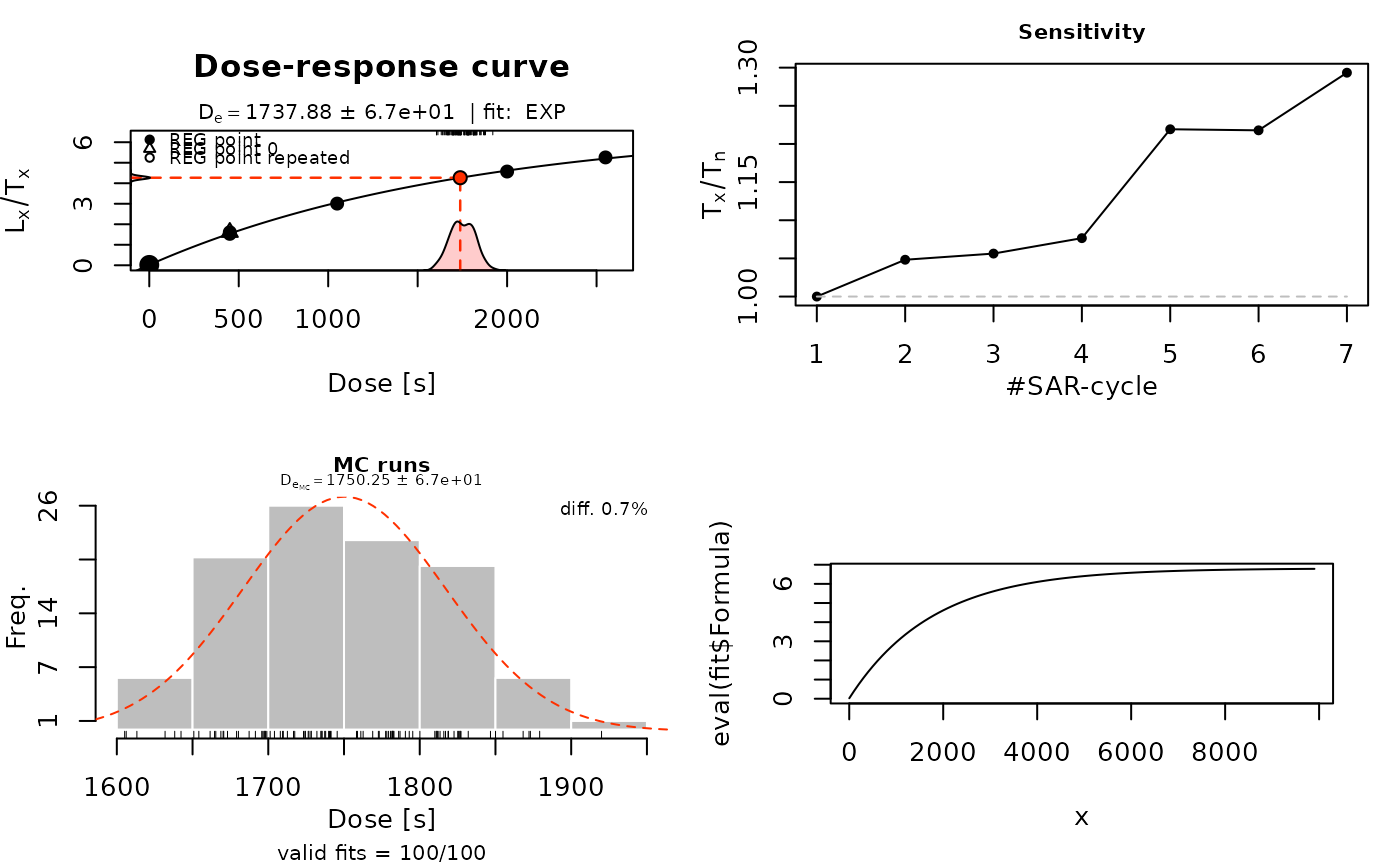 Dose-response curve
De = 1737.88 ± 6.7e+01 | fit: EXP
REG point
REG point 0
REG point repeated
Lx/Tx
6
3
0
0 500 1000 2000
Dose [s]
Sensitivity
Tx/Tn
1.30
1.15
1.00
1 2 3 4 5 6 7
#SAR-cycle
MC runs
DeMC = 1750.25 ± 6.7e+01
diff. 0.7%
Freq.
26
14
7
1
1600 1700 1800 1900
Dose [s]
valid fits = 100/100
eval(fit$Formula)
6
3
0
0 2000 4000 6000 8000
x